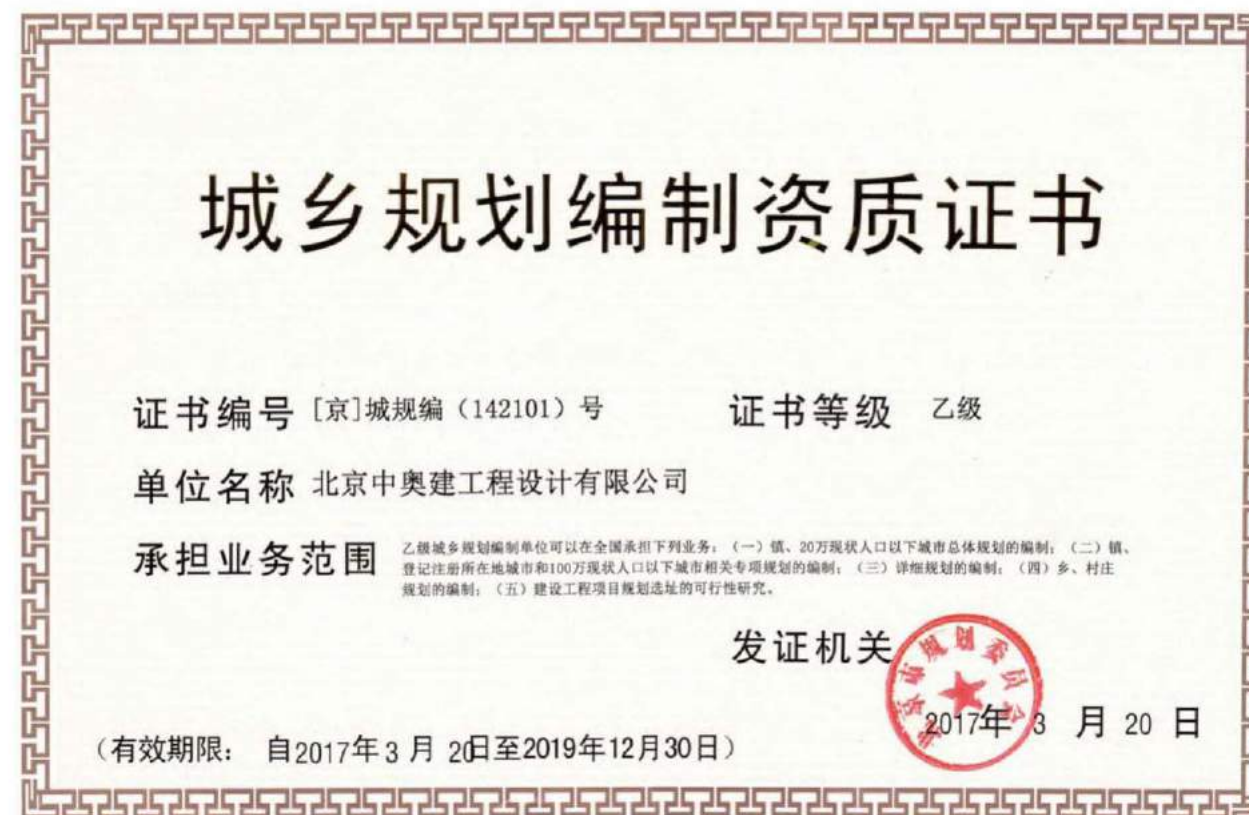 城乡规划编制资质证书
证书编号 [京]城规编（142101）号 证书等级 乙级
单位名称 北京中奥建工程设计有限公司
承担业务范围 乙级城乡规划编制单位可以在全国承担下列业务：（一）镇、20万现状人口以下城市总体规划的编制；（二）镇、
登记注册所在地城市和100万现状人口以下城市相关专项规划的编制；（三）详细规划的编制；（四）乡、村庄
规划的编制；（五）建设工程项目规划选址的可行性研究。
发证机关
北京市规划委员会
2017年 3 月 20 日
（有效期限： 自2017年3月 20日至2019年12月30日）